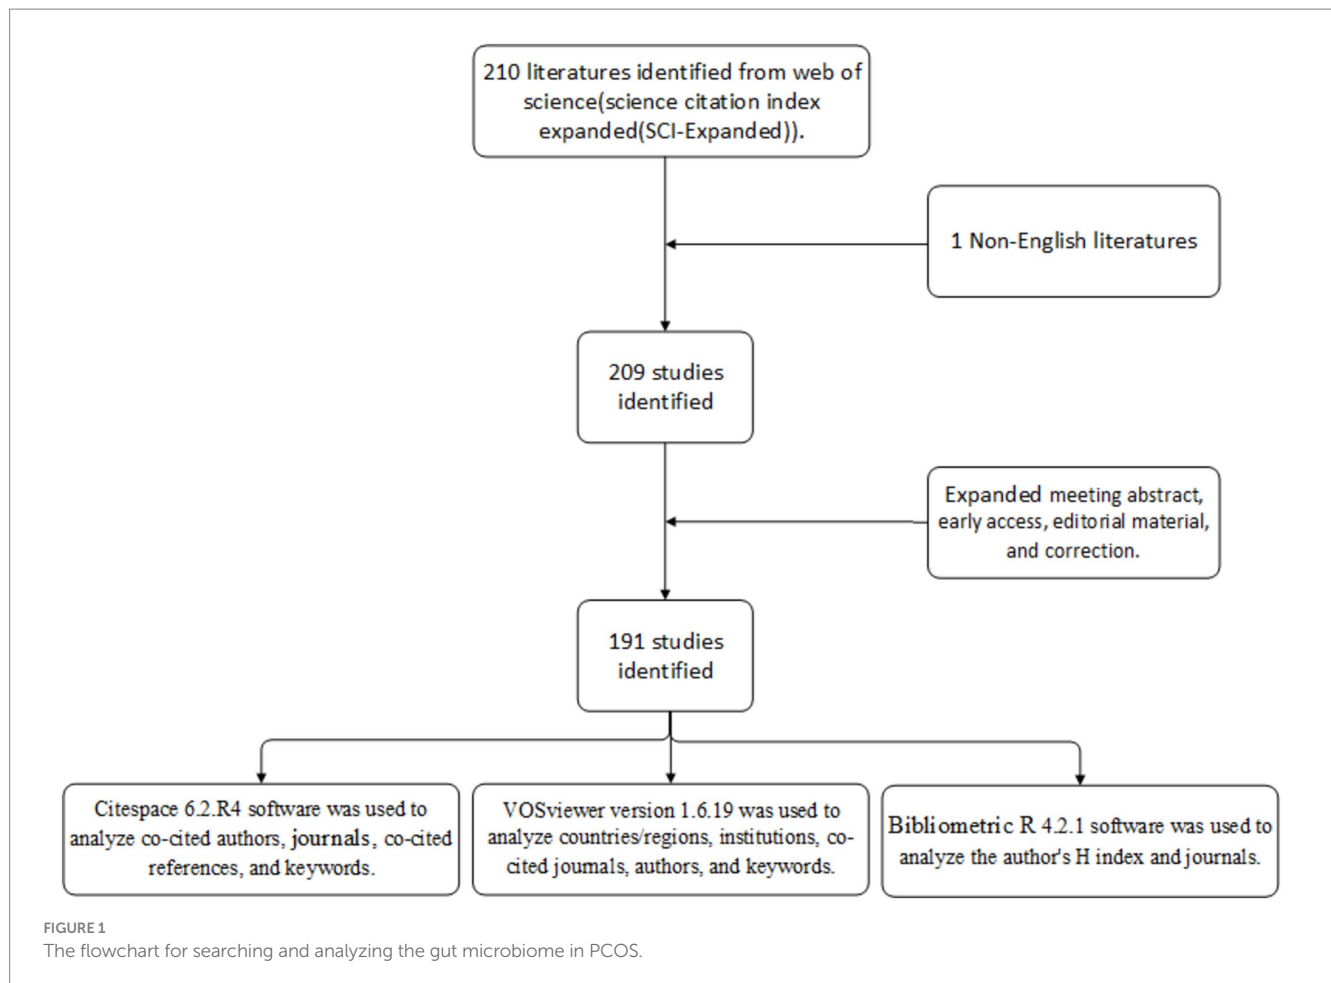 210 literatures identified from web of
science(science citation index
expanded(SCI-Expanded)).
1 Non-English literatures
209 studies
identified
Expanded meeting abstract,
early access, editorial material,
and correction.
191 studies
identified
Citespace 6.2.R4 software was used to
analyze co-cited authors, journals, co-cited
references, and keywords.
VOSviewer version 1.6.19 was used to
analyze countries/regions, institutions, co-
cited journals, authors, and keywords.
Bibliometric R 4.2.1 software was used to
analyze the author's H index and journals.
FIGURE 1
The flowchart for searching and analyzing the gut microbiome in PCOS.